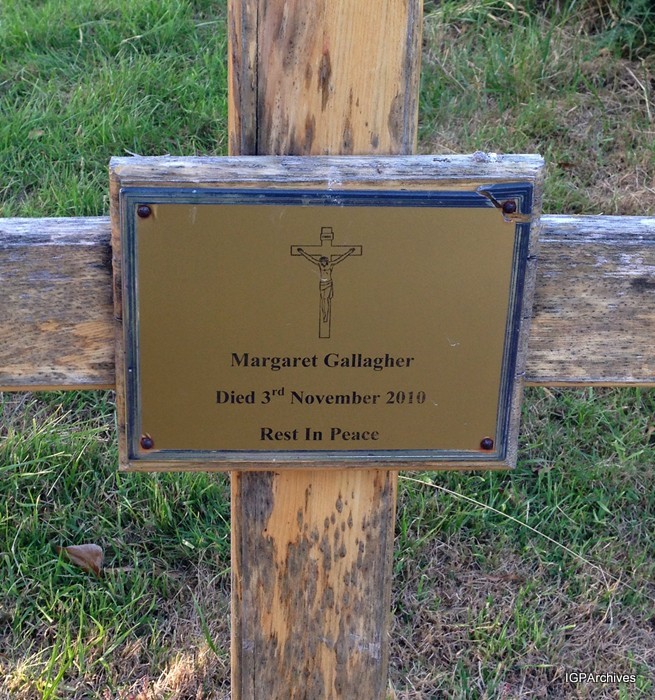 Margaret Gallagher
Died 3rd November 2010
Rest In Peace
IGPArchives